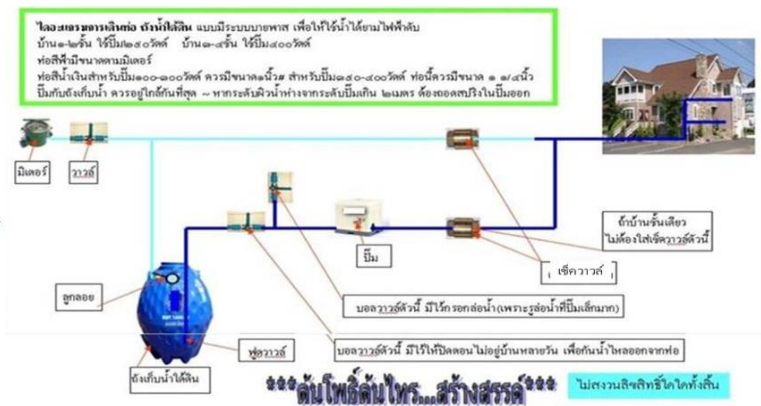 ไดอะแกรมการเดินท่อ ถังน้ำใต้ดิน แบบมีระบบบายพาส เพื่อให้ใช้น้ำได้ยามไฟฟ้าดับ
บ้าน๑-๒ชั้น ใช้ปั๊ม๒๕๐วัตต์ บ้าน๓-๔ชั้น ใช้ปั๊ม๔๐๐วัตต์
ท่อสีฟ้ามีขนาดตามมิเตอร์
ท่อสีน้ำเงินสำหรับปั๊ม๑๐๐-๓๐๐วัตต์ ควรมีขนาด๑นิ้ว# สำหรับปั๊ม๓๕๐-๔๐๐วัตต์ ท่อนี้ควรมีขนาด ๑ ๑/๔นิ้ว
ปั๊มกับถังเก็บน้ำ ควรอยู่ใกล้กันที่สุด ~ หากระดับผิวน้ำห่างจากระดับปั๊มเกิน ๒เมตร ต้องถอดสปริงในปั๊มออก
มิเตอร์
วาวล์
ถ้าบ้านชั้นเดียว
ไม่ต้องใส่เช็ควาวล์ตัวนี้
ปั๊ม
เช็ควาวล์
ลูกลอย
บอลวาวล์ตัวนี้ มีไว้กรอกล่อน้ำ(เพราะรูล่อน้ำที่ปั๊มเล็กมาก)
ฟุตวาวล์
บอลวาวล์ตัวนี้ มีไว้ให้ปิดตอนไม่อยู่บ้านหลายวัน เพื่อกันน้ำไหลออกจากท่อ
ถังเก็บน้ำใต้ดิน
***ต้นโพธิ์ต้นไทร...สร้างสรรค์***
ไม่สงวนลิขสิทธิ์ใดใดทั้งสิ้น